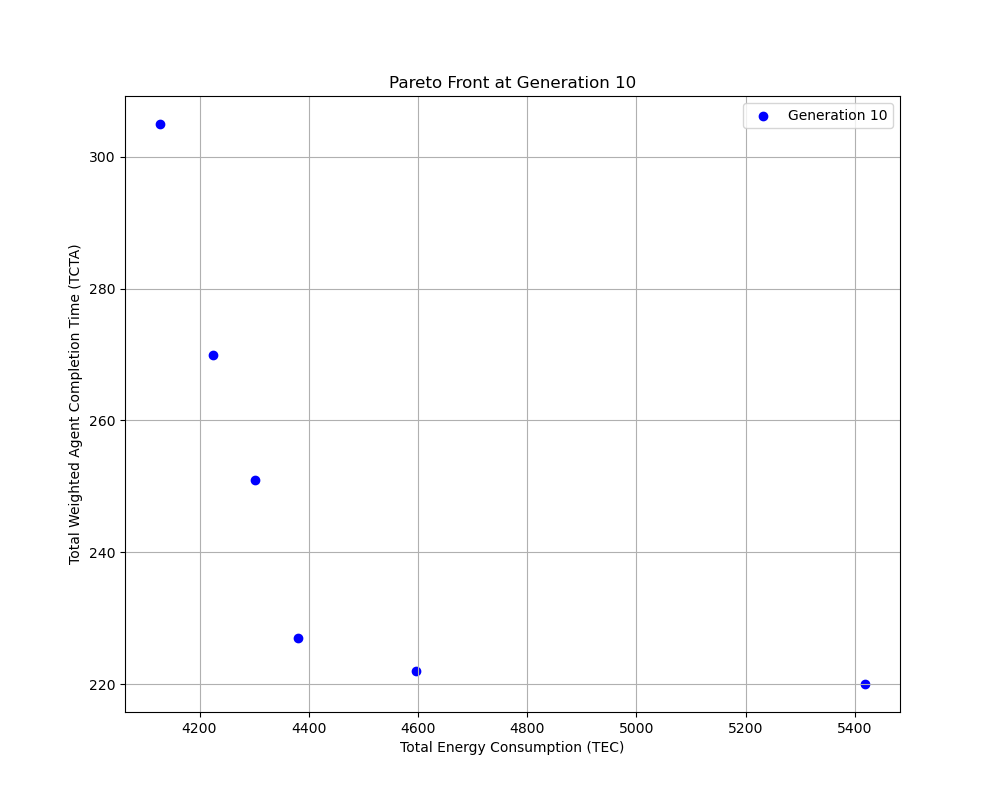 Pareto Front at Generation 10
Generation 10
Total Weighted Agent Completion Time (TCTA)
300
280
260
240
220
4200 4400 4600 4800 5000 5200 5400
Total Energy Consumption (TEC)